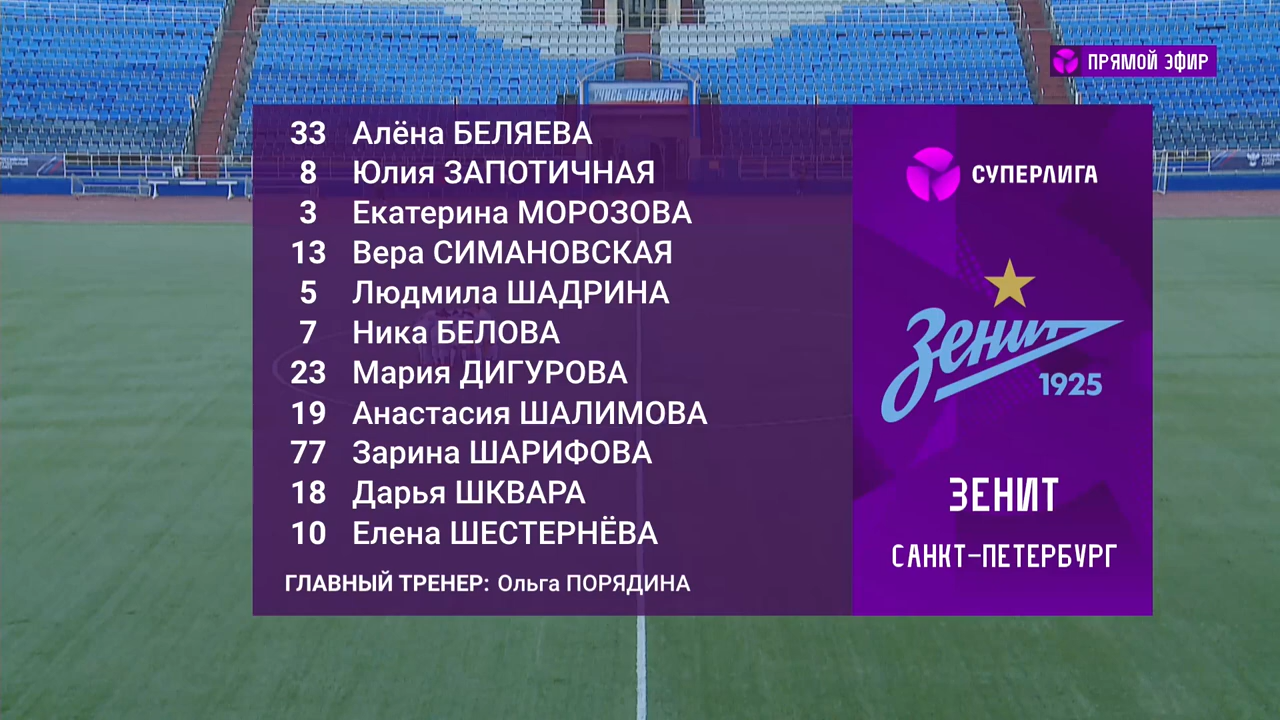 ПРЯМОЙ ЭФИР
33 Алёна БЕЛЯЕВА
8 Юлия ЗАПОТИЧНАЯ
3 Екатерина МОРОЗОВА
13 Вера СИМАНОВСКАЯ
5 Людмила ШАДРИНА
7 Ника БЕЛОВА
23 Мария ДИГУРОВА
19 Анастасия ШАЛИМОВА
77 Зарина ШАРИФОВА
18 Дарья ШКВАРА
10 Елена ШЕСТЕРНЁВА
ГЛАВНЫЙ ТРЕНЕР: Ольга ПОРЯДИНА
СУПЕРЛИГА
Зенит
1925
ЗЕНИТ
САНКТ-ПЕТЕРБУРГ